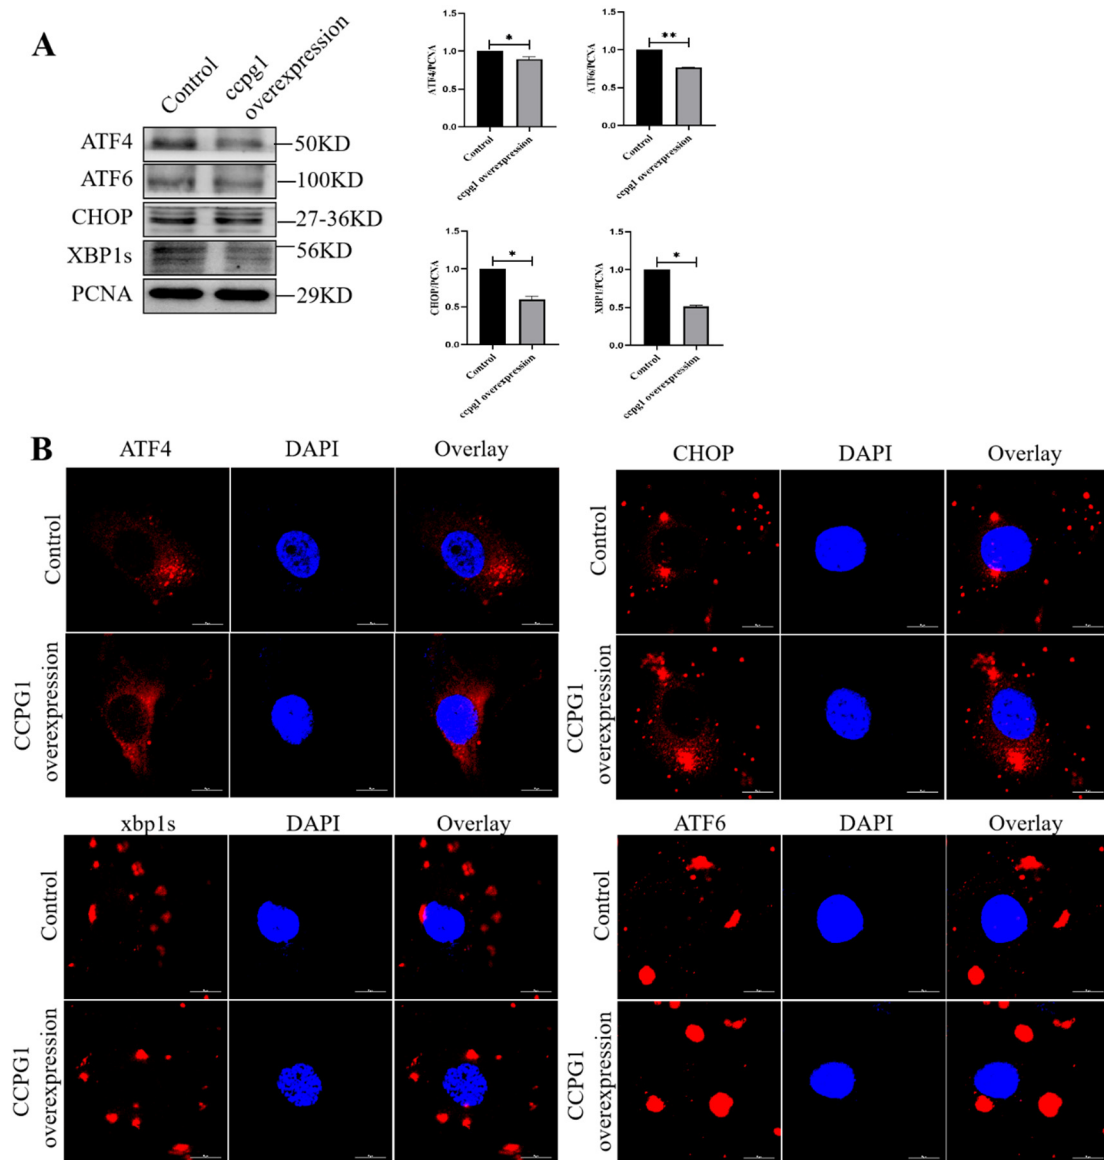 A
Control
ccpg1
overexpression
ATF4
50KD
ATF6
100KD
CHOP
27-36KD
XBP1s
56KD
PCNA
29KD
ATF4/PCNA
1.5
1.0
0.5
0.0
*
Control
ccpg1 overexpression
ATF6/PCNA
1.5
1.0
0.5
0.0
**
Control
ccpg1 overexpression
CHOP/PCNA
1.5
1.0
0.5
0.0
*
Control
ccpg1 overexpression
XBP1/PCNA
1.5
1.0
0.5
0.0
*
Control
ccpg1 overexpression
B
ATF4 DAPI Overlay
Control
CCPG1
overexpression
CHOP DAPI Overlay
Control
CCPG1
overexpression
xbp1s DAPI Overlay
Control
CCPG1
overexpression
ATF6 DAPI Overlay
Control
CCPG1
overexpression